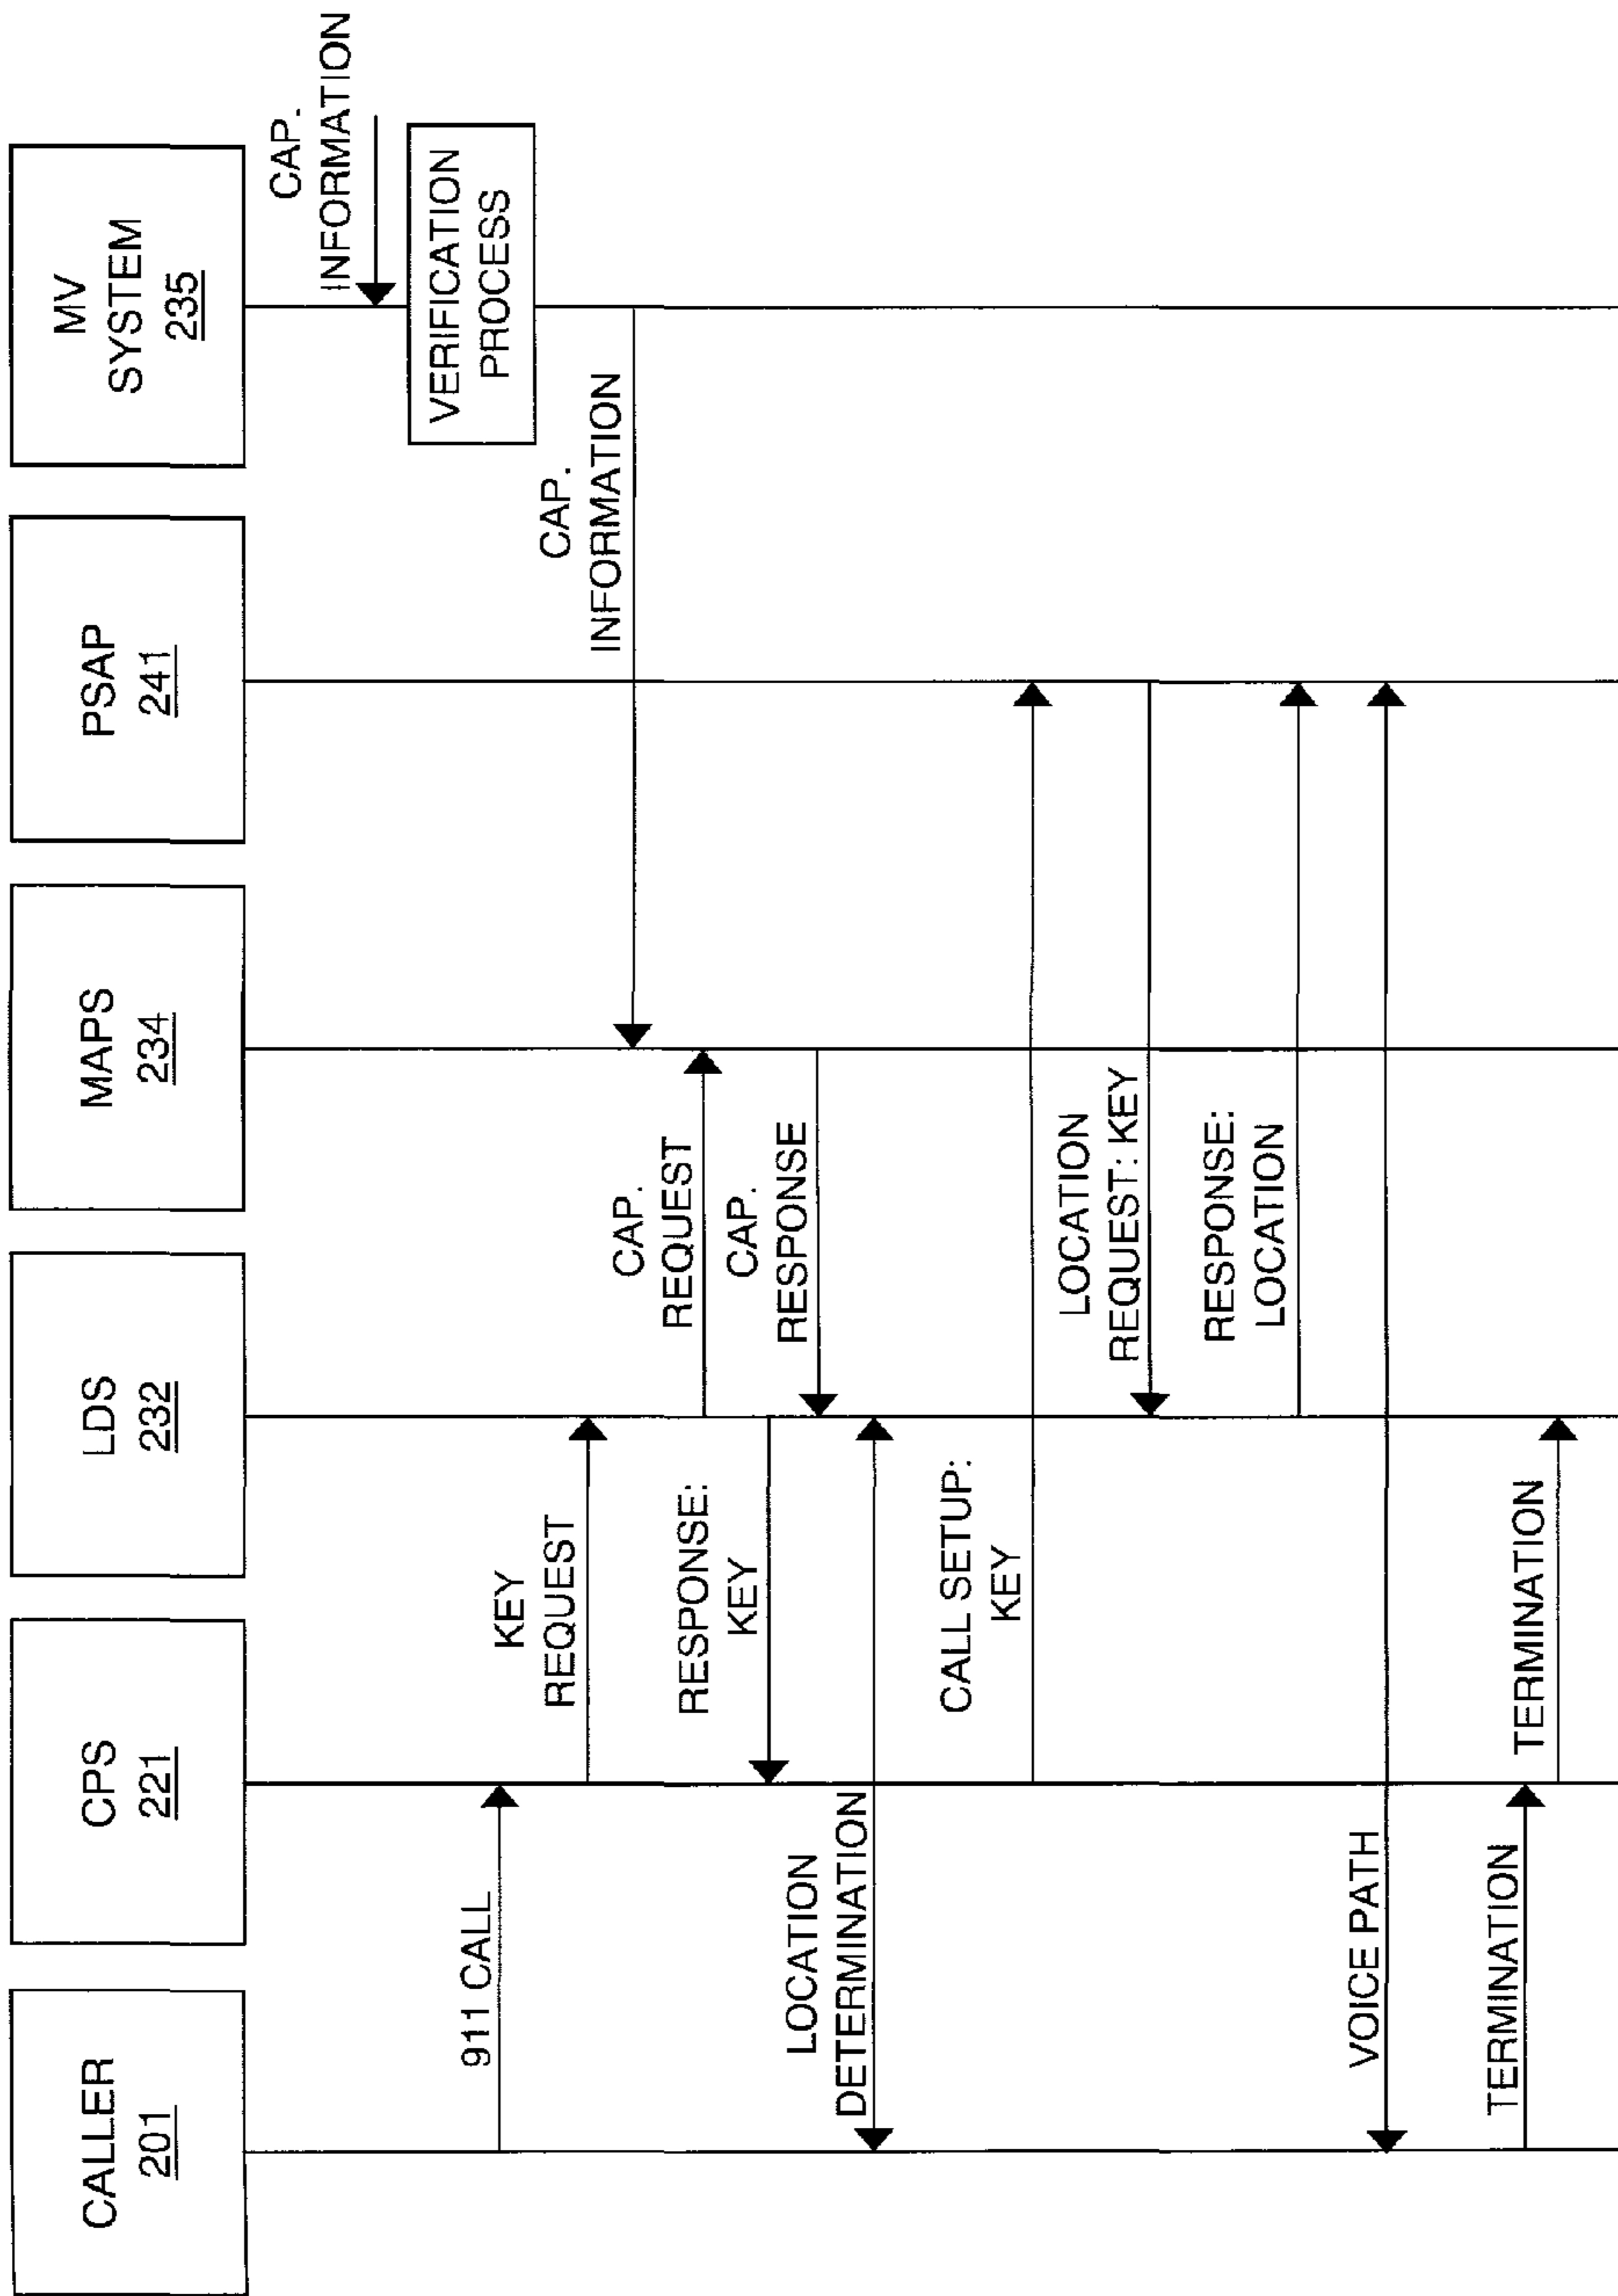 CALLER
201
CPS
221
LDS
232
MAPS
234
PSAP
241
MV
SYSTEM
235
CAP.
INFORMATION
VERIFICATION
PROCESS
911 CALL
KEY
REQUEST
CAP.
INFORMATION
CAP.
REQUEST
RESPONSE:
KEY
CAP.
RESPONSE
LOCATION
DETERMINATION
CALL SETUP:
KEY
LOCATION
REQUEST: KEY
RESPONSE:
LOCATION
VOICE PATH
TERMINATION
TERMINATION